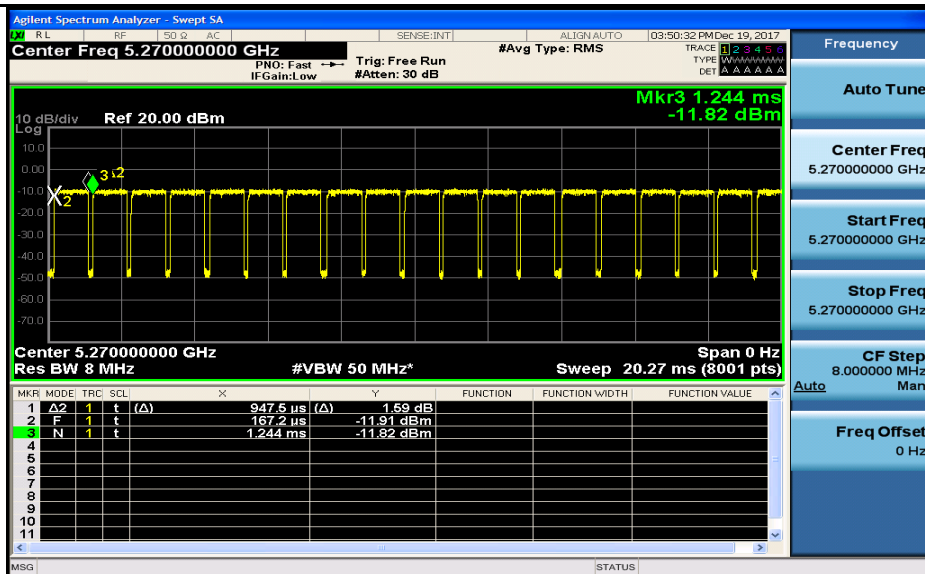 Agilent Spectrum Analyzer - Swept SA
LXI RL RF 50 Ω AC SENSE:INT ALIGN AUTO 03:50:32 PM Dec 19, 2017
Center Freq 5.270000000 GHz #Avg Type: RMS TRACE 1 2 3 4 5 6
PNO: Fast Trig: Free Run TYPE WWWWWW
IFGain:Low #Atten: 30 dB DET A A A A A A
Mkr3 1.244 ms
-11.82 dBm
10 dB/div Ref 20.00 dBm
Log
10.0
0.00
-10.0
-20.0
-30.0
-40.0
-50.0
-60.0
-70.0
3
Δ2
X2
Center 5.270000000 GHz Span 0 Hz
Res BW 8 MHz #VBW 50 MHz* Sweep 20.27 ms (8001 pts)
MKR MODE TRC SCL X Y FUNCTION FUNCTION WIDTH FUNCTION VALUE
1 Δ2 1 t (Δ) 947.5 µs (Δ) 1.59 dB
2 F 1 t 167.2 µs -11.91 dBm
3 N 1 t 1.244 ms -11.82 dBm
4
5
6
7
8
9
10
11
MSG STATUS
Frequency
Auto Tune
Center Freq
5.270000000 GHz
Start Freq
5.270000000 GHz
Stop Freq
5.270000000 GHz
CF Step
8.000000 MHz
Auto Man
Freq Offset
0 Hz